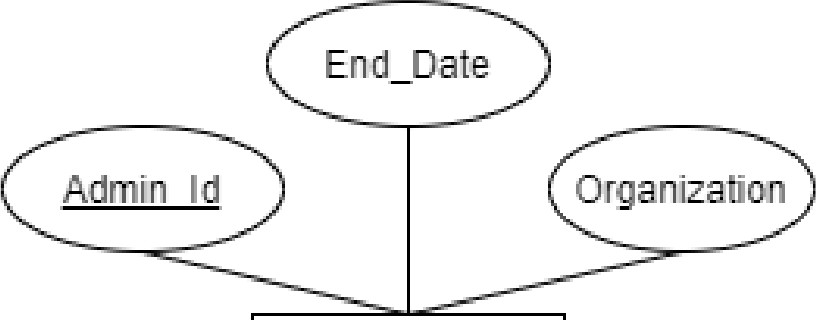 End_Date
Admin_Id
Organization